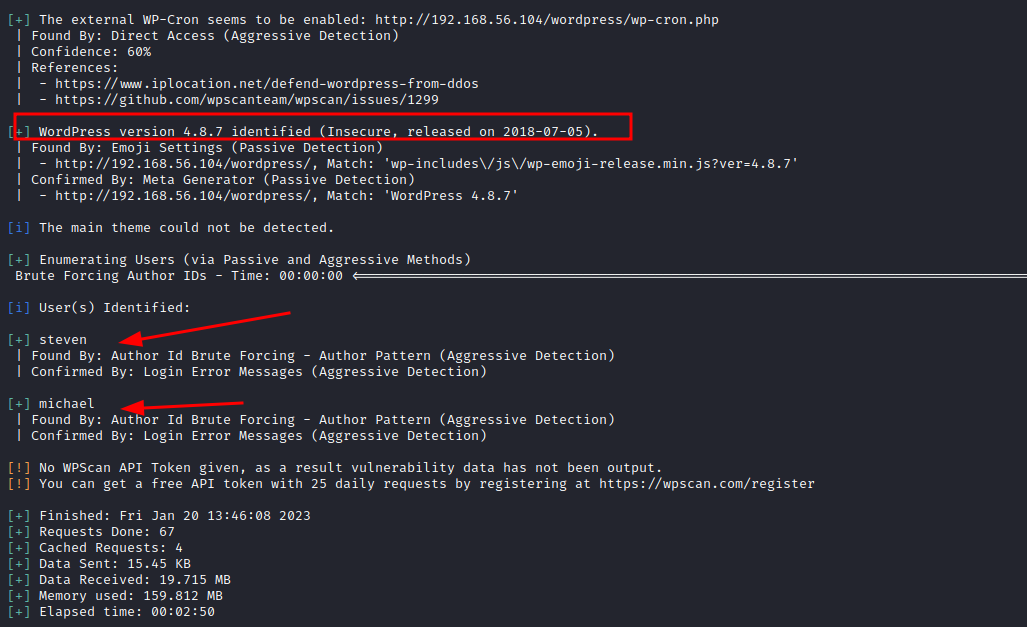 [+] The external WP-Cron seems to be enabled: http://192.168.56.104/wordpress/wp-cron.php
| Found By: Direct Access (Aggressive Detection)
| Confidence: 60%
| References:
|  - https://www.iplocation.net/defend-wordpress-from-ddos
|  - https://github.com/wpscanteam/wpscan/issues/1299
[+] WordPress version 4.8.7 identified (Insecure, released on 2018-07-05).
| Found By: Emoji Settings (Passive Detection)
|  - http://192.168.56.104/wordpress/, Match: 'wp-includes\/js\/wp-emoji-release.min.js?ver=4.8.7'
| Confirmed By: Meta Generator (Passive Detection)
|  - http://192.168.56.104/wordpress/, Match: 'WordPress 4.8.7'
[i] The main theme could not be detected.
[+] Enumerating Users (via Passive and Aggressive Methods)
Brute Forcing Author IDs - Time: 00:00:00 <==================================================
[i] User(s) Identified:
[+] steven
| Found By: Author Id Brute Forcing - Author Pattern (Aggressive Detection)
| Confirmed By: Login Error Messages (Aggressive Detection)
[+] michael
| Found By: Author Id Brute Forcing - Author Pattern (Aggressive Detection)
| Confirmed By: Login Error Messages (Aggressive Detection)
[!] No WPScan API Token given, as a result vulnerability data has not been output.
[!] You can get a free API token with 25 daily requests by registering at https://wpscan.com/register
[+] Finished: Fri Jan 20 13:46:08 2023
[+] Requests Done: 67
[+] Cached Requests: 4
[+] Data Sent: 15.45 KB
[+] Data Received: 19.715 MB
[+] Memory used: 159.812 MB
[+] Elapsed time: 00:02:50